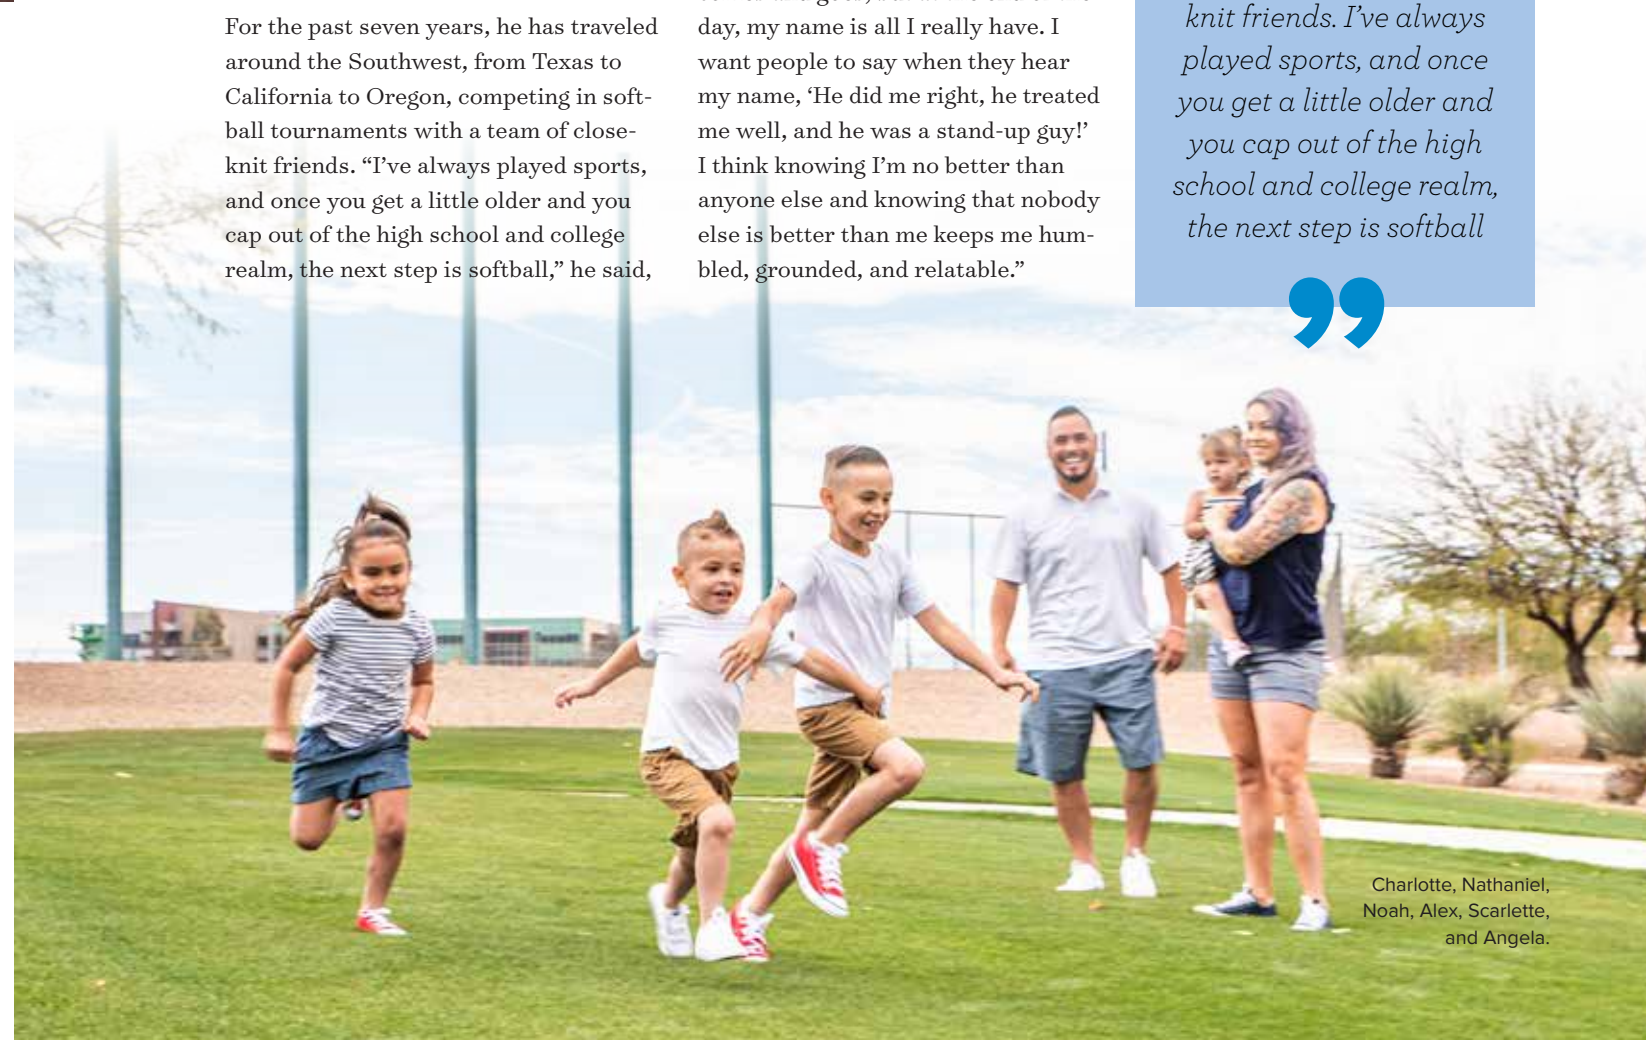 For the past seven years, he has traveled
around the Southwest, from Texas to
California to Oregon, competing in soft-
ball tournaments with a team of close-
knit friends. “I’ve always played sports,
and once you get a little older and you
cap out of the high school and college
realm, the next step is softball,” he said,
day, my name is all I really have. I
want people to say when they hear
my name, ‘He did me right, he treated
me well, and he was a stand-up guy!’
I think knowing I’m no better than
anyone else and knowing that nobody
else is better than me keeps me hum-
bled, grounded, and relatable.”
knit friends. I’ve always
played sports, and once
you get a little older and
you cap out of the high
school and college realm,
the next step is softball
”
Charlotte, Nathaniel,
Noah, Alex, Scarlette,
and Angela.